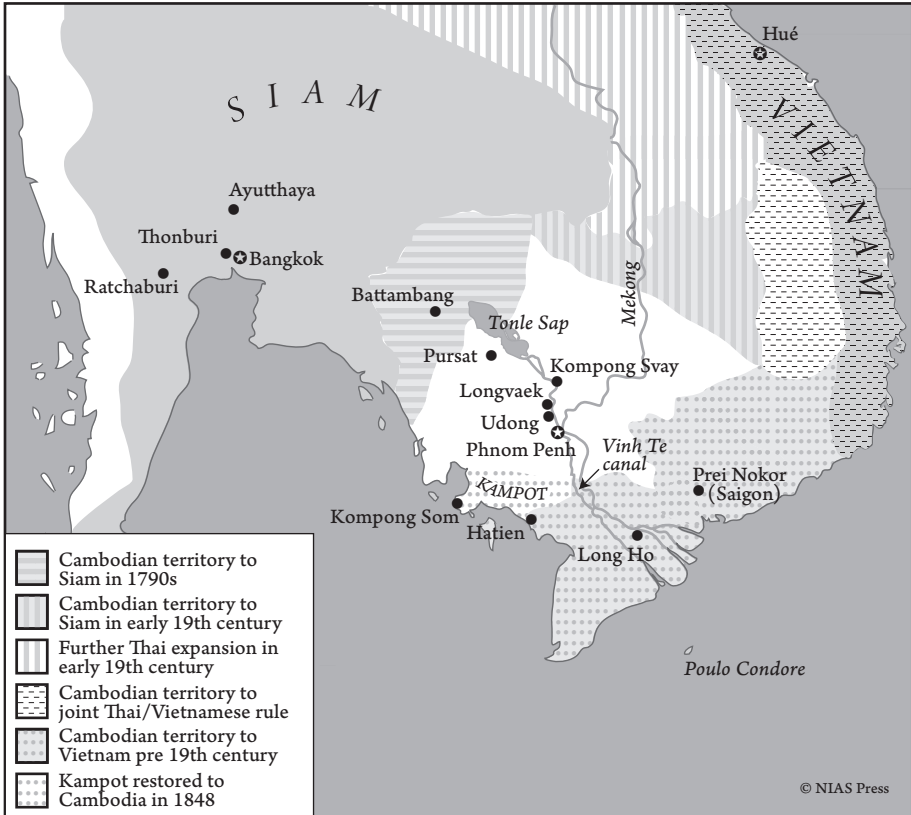 Hué
SIAM
VIETNAM
Ayutthaya
Thonburi
Bangkok
Ratchaburi
Battambang
Mekong
Tonle Sap
Pursat
Kompong Svay
Longvaek
Udong
Phnom Penh
Vinh Te
canal
Prei Nokor
(Saigon)
KAMPOT
Kompong Som
Hatien
Long Ho
Poulo Condore
Cambodian territory to
Siam in 1790s
Cambodian territory to
Siam in early 19th century
Further Thai expansion in
early 19th century
Cambodian territory to
joint Thai/Vietnamese rule
Cambodian territory to
Vietnam pre 19th century
Kampot restored to
Cambodia in 1848
© NIAS Press